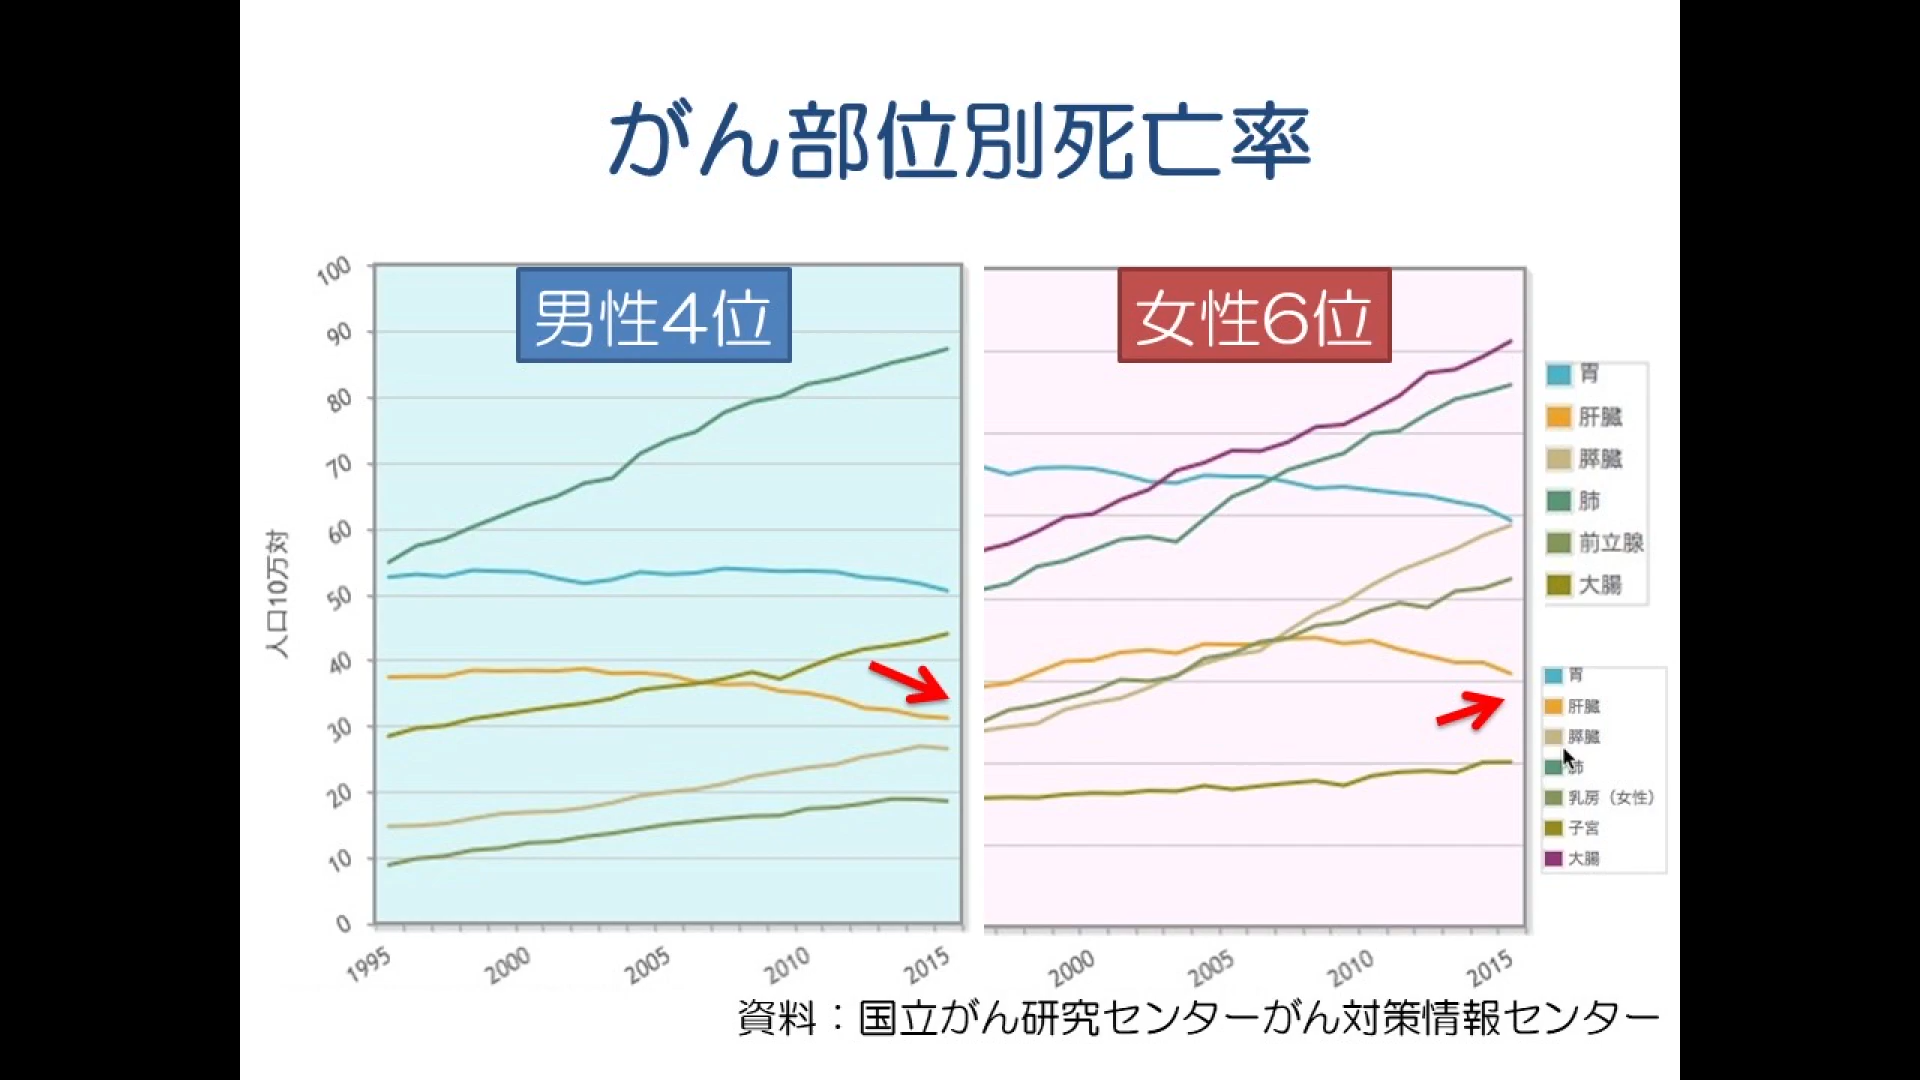 がん部位別死亡率
男性4位
女性6位
人口10万対
100
90
80
70
60
50
40
30
20
10
0
1995
2000
2005
2010
2015
2000
2005
2010
2015
胃
肝臓
膵臓
肺
前立腺
大腸
胃
肝臓
膵臓
肺
乳房（女性）
子宮
大腸
資料：国立がん研究センターがん対策情報センター